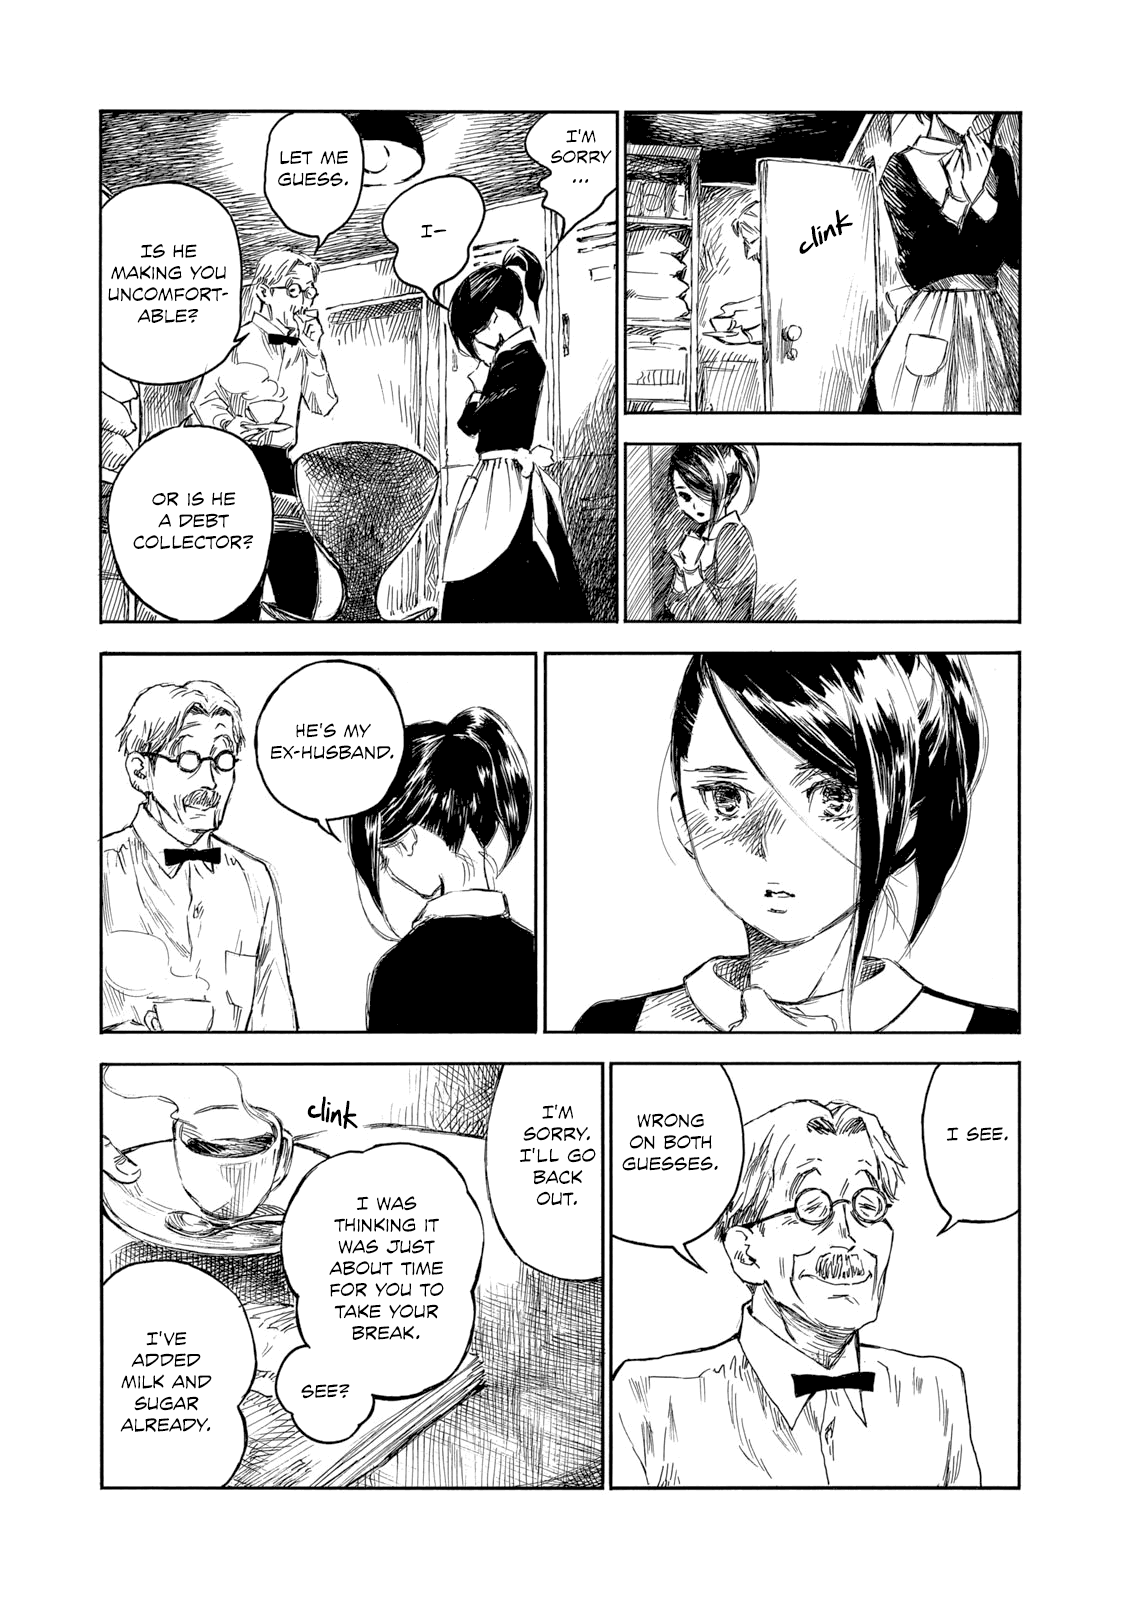 clink
I'M
SORRY
...
I-
LET ME
GUESS.
IS HE
MAKING YOU
UNCOMFORT-
ABLE?
OR IS HE
A DEBT
COLLECTOR?
HE'S MY
EX-HUSBAND.
I SEE.
WRONG
ON BOTH
GUESSES.
I'M
SORRY.
I'LL GO
BACK
OUT.
clink
I WAS
THINKING IT
WAS JUST
ABOUT TIME
FOR YOU TO
TAKE YOUR
BREAK.
SEE?
I'VE
ADDED
MILK AND
SUGAR
ALREADY.